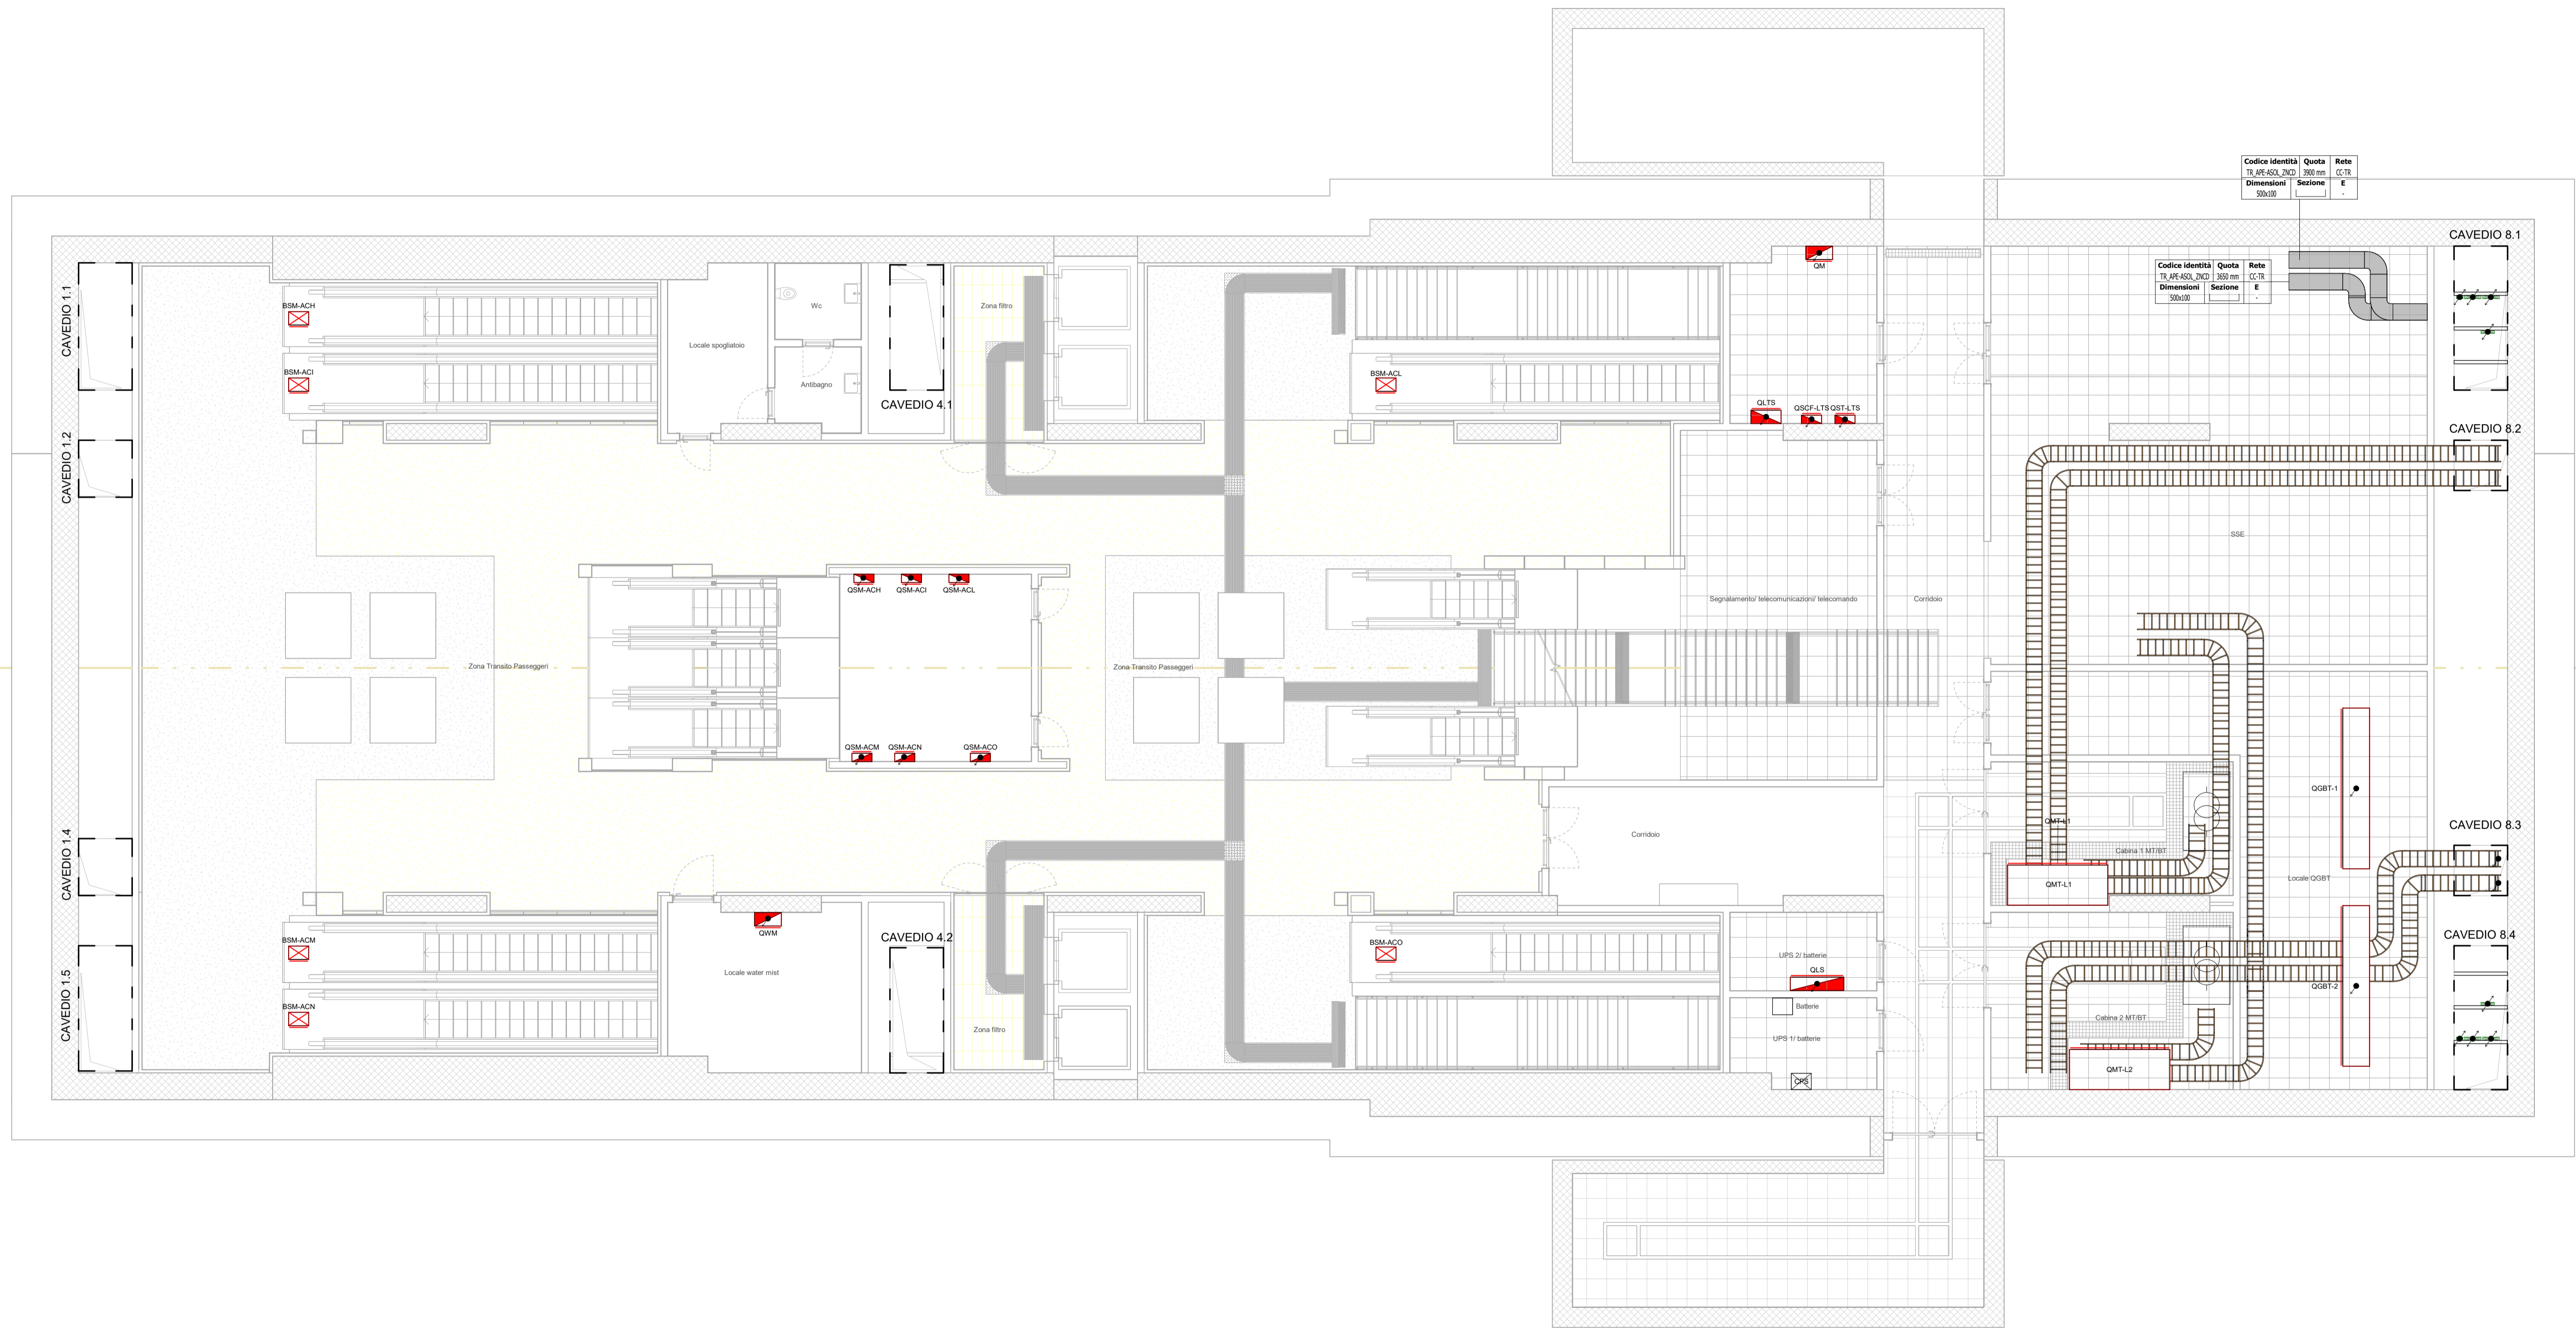 Codice identità Quota Rete
TR_APE-ASOL_ZNCD 3900 mm CC-TR
Dimensioni Sezione E
500x100 -
CAVEDIO 8.1
Codice identità Quota Rete
TR_APE-ASOL_ZNCD 3650 mm CC-TR
Dimensioni Sezione E
500x100 -
QM
CAVEDIO 1.1
BSM-ACH
Wc
Zona filtro
Locale spogliatoio
BSM-ACI
Antibagno
BSM-ACL
CAVEDIO 4.1
QLTS
QSCF-LTS
QST-LTS
CAVEDIO 8.2
CAVEDIO 1.2
SSE
QSM-ACH
QSM-ACI
QSM-ACL
Segnalamento/ telecomunicazioni/ telecomando
Corridoio
Zona Transito Passeggeri
Zona Transito Passeggeri
QSM-ACM
QSM-ACN
QSM-ACO
QGBT-1
QMT-L1
CAVEDIO 8.3
Corridoio
Cabina 1 MT/BT
CAVEDIO 1.4
Locale QGBT
QMT-L1
QWM
CAVEDIO 4.2
CAVEDIO 8.4
BSM-ACM
BSM-ACO
UPS 2/ batterie
Locale water mist
QLS
QGBT-2
CAVEDIO 1.5
BSM-ACN
Batterie
Cabina 2 MT/BT
Zona filtro
UPS 1/ batterie
QMT-L2
CPS